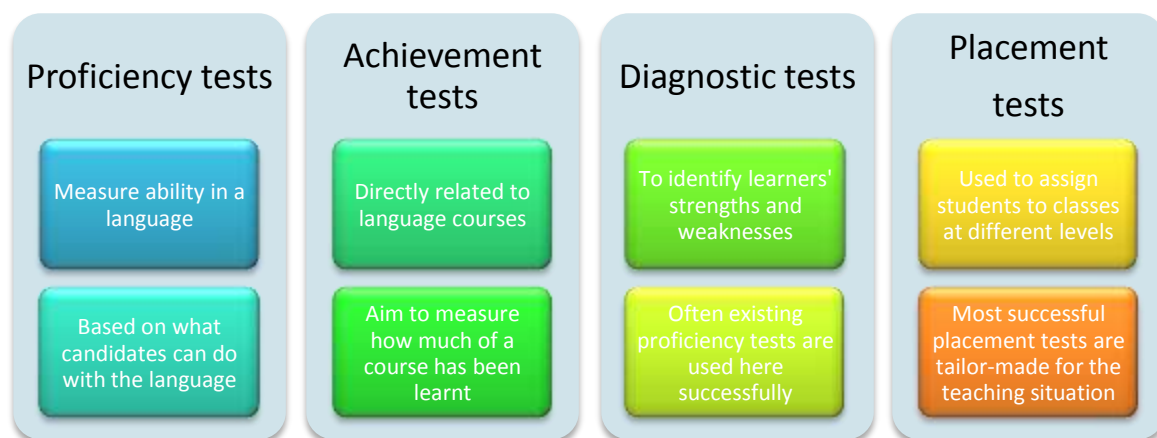 Proficiency tests
Measure ability in a
language
Based on what
candidates can do
with the language
Achievement
tests
Directly related to
language courses
Aim to measure
how much of a
course has been
learnt
Diagnostic tests
To identify learners'
strengths and
weaknesses
Often existing
proficiency tests are
used here
successfully
Placement
tests
Used to assign
students to classes
at different levels
Most successful
placement tests are
tailor-made for the
teaching situation